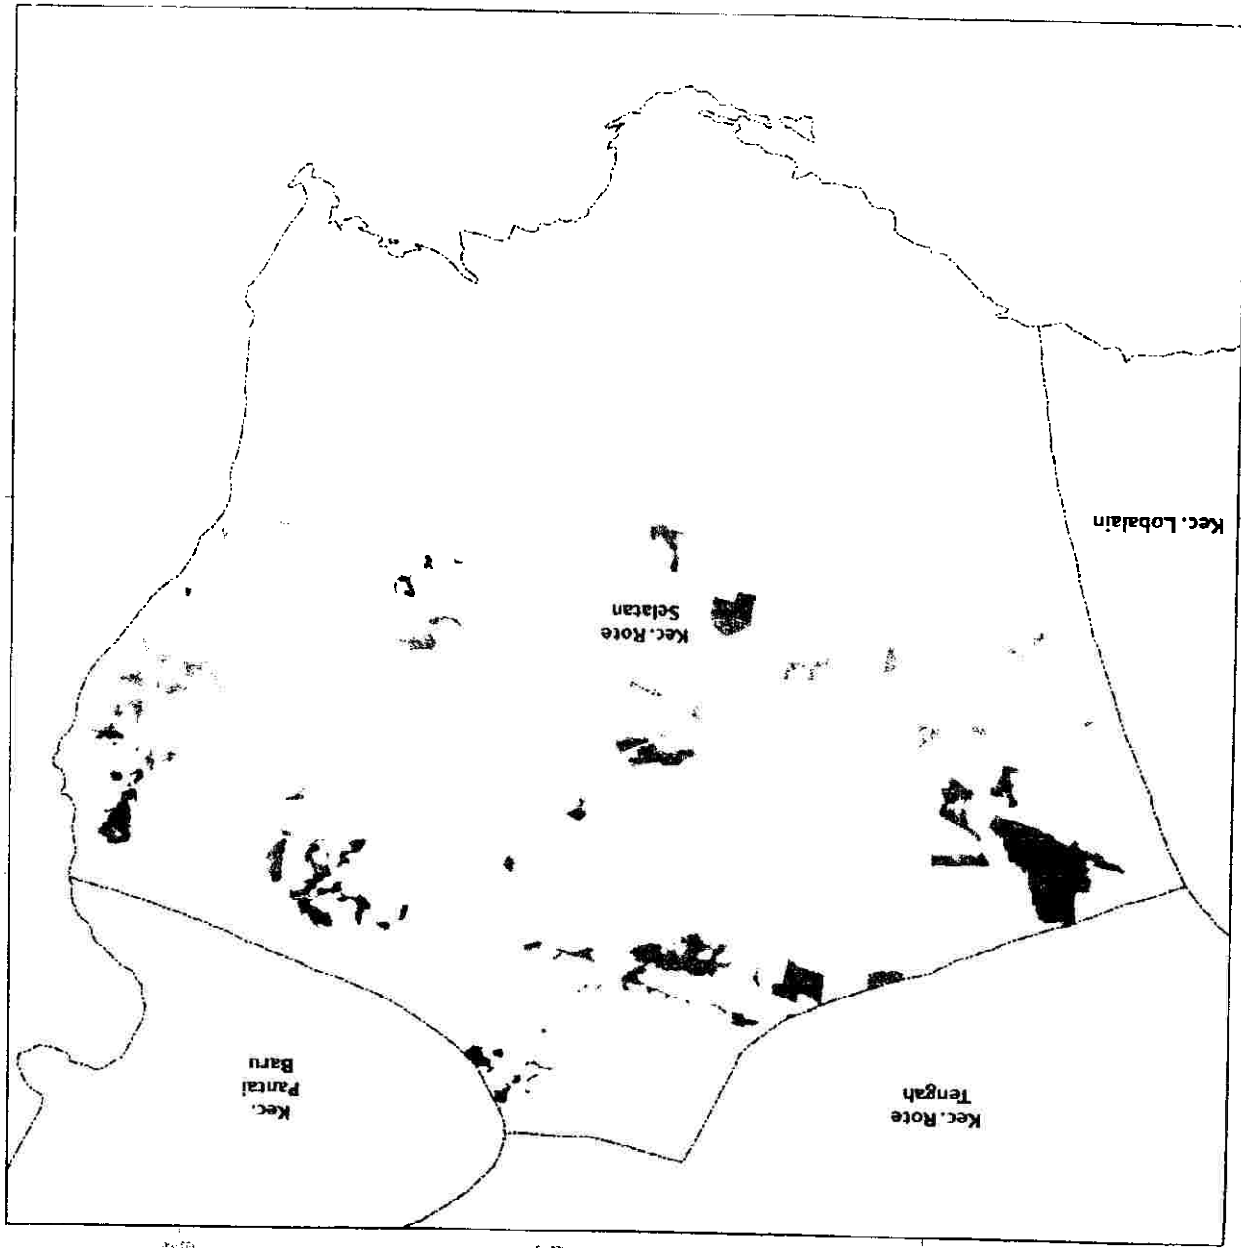 Kec. Rote
Tengah
Kec.
Pantai
Baru
Kec. Rote
Selatan
Kec. Lobalain